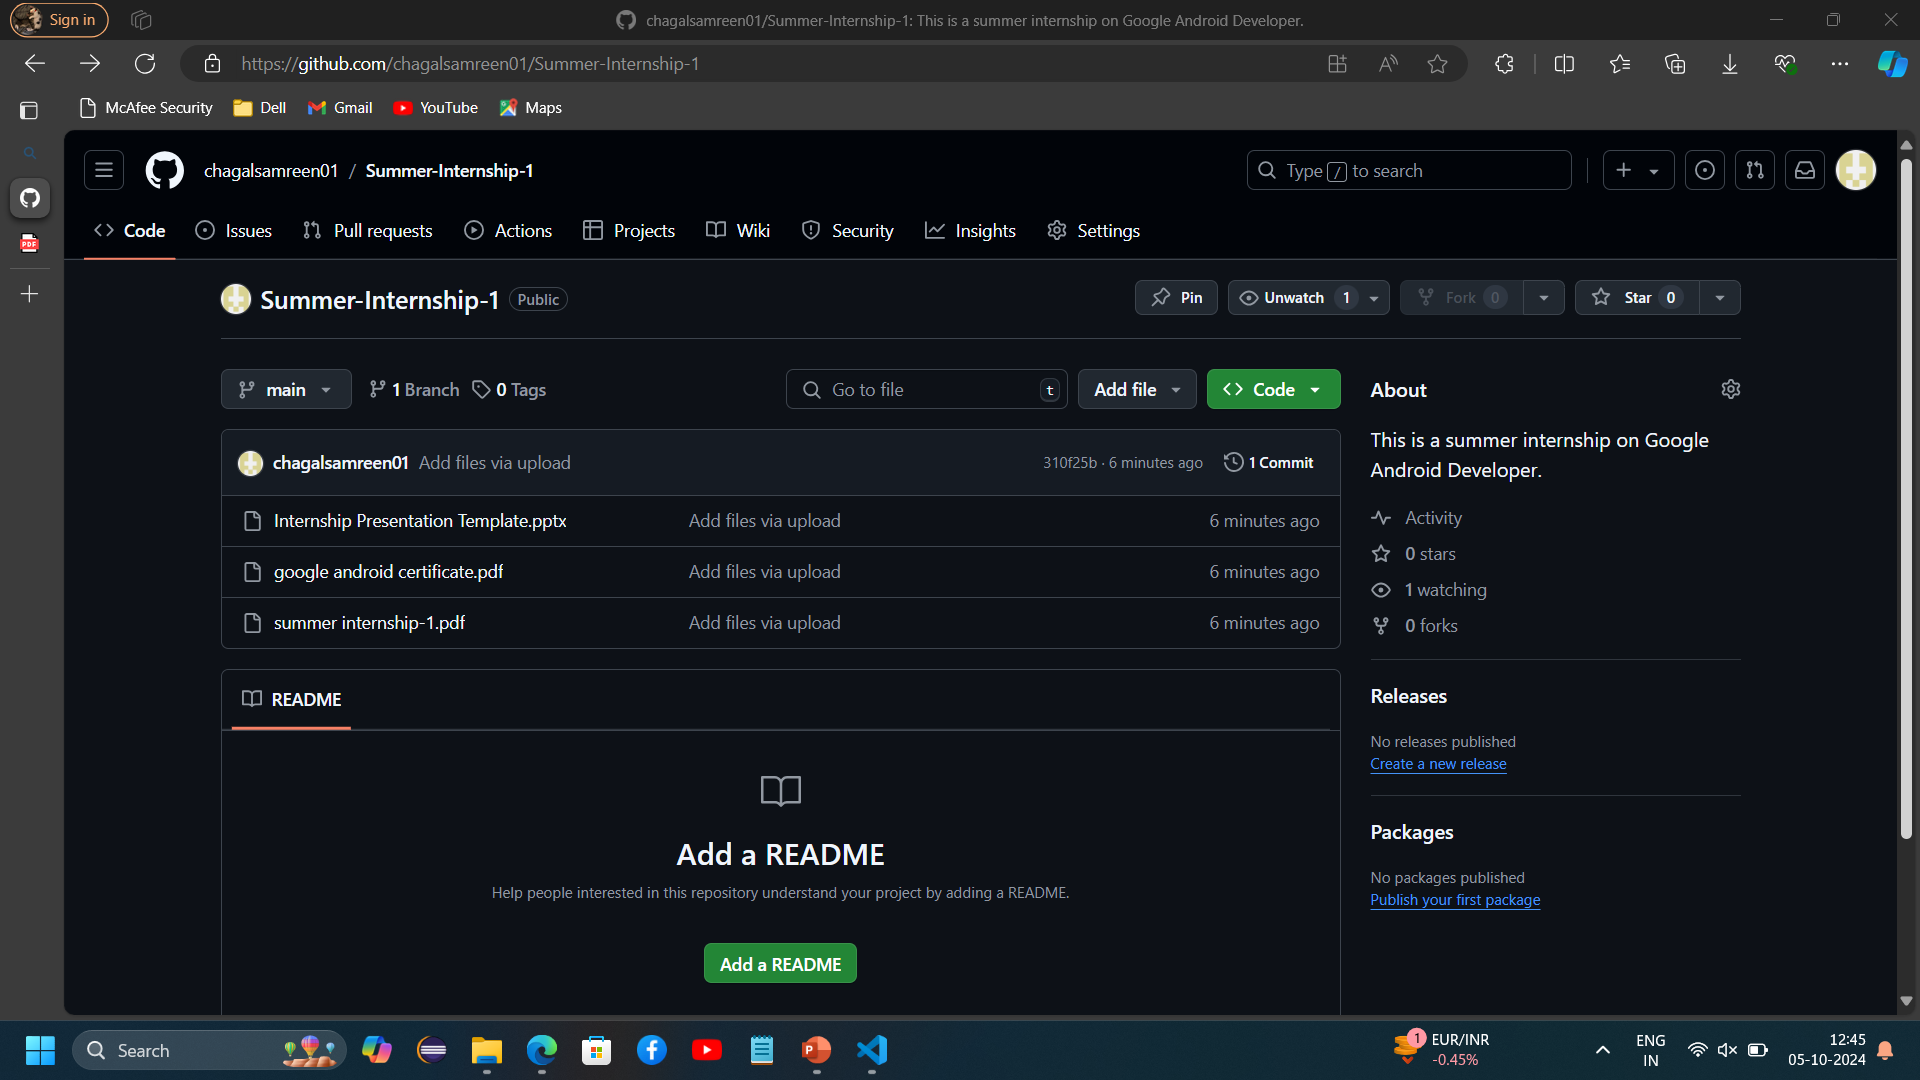 Sign in
chagalsamreen01/Summer-Internship-1: This is a summer internship on Google Android Developer.
https://github.com/chagalsamreen01/Summer-Internship-1
McAfee Security Dell Gmail YouTube Maps
chagalsamreen01 / Summer-Internship-1
Type / to search
Code Issues Pull requests Actions Projects Wiki Security Insights Settings
PDF
Summer-Internship-1 Public
Pin Unwatch 1 Fork 0 Star 0
main 1 Branch 0 Tags
Go to file t Add file Code
chagalsamreen01 Add files via upload 310f25b · 6 minutes ago 1 Commit
Internship Presentation Template.pptx Add files via upload 6 minutes ago
google android certificate.pdf Add files via upload 6 minutes ago
summer internship-1.pdf Add files via upload 6 minutes ago
README
Add a README
Help people interested in this repository understand your project by adding a README.
Add a README
About
This is a summer internship on Google
Android Developer.
Activity
0 stars
1 watching
0 forks
Releases
No releases published
Create a new release
Packages
No packages published
Publish your first package
Search
P
1
EUR/INR
-0.45%
ENG
IN
12:45
05-10-2024